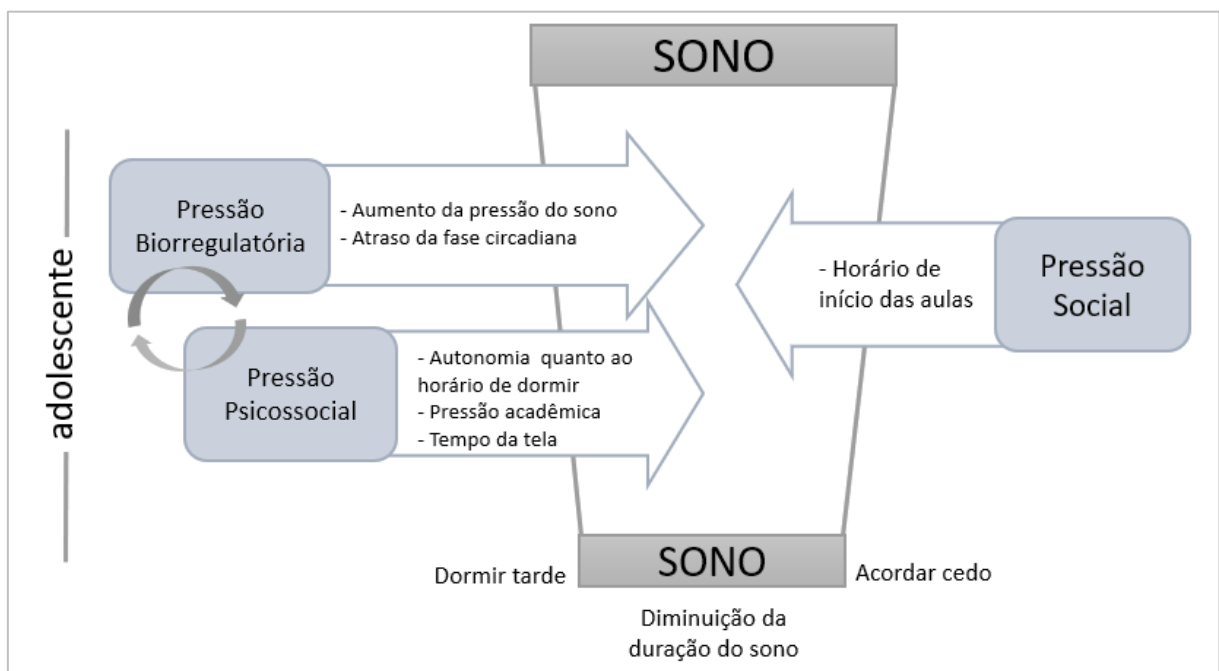 SONO
adolescente
Pressão
Biorregulatória
- Aumento da pressão do sono
- Atraso da fase circadiana
- Horário de
início das aulas
Pressão
Social
Pressão
Psicossocial
- Autonomia quanto ao
horário de dormir
- Pressão acadêmica
- Tempo da tela
Dormir tarde
SONO
Acordar cedo
Diminuição da
duração do sono